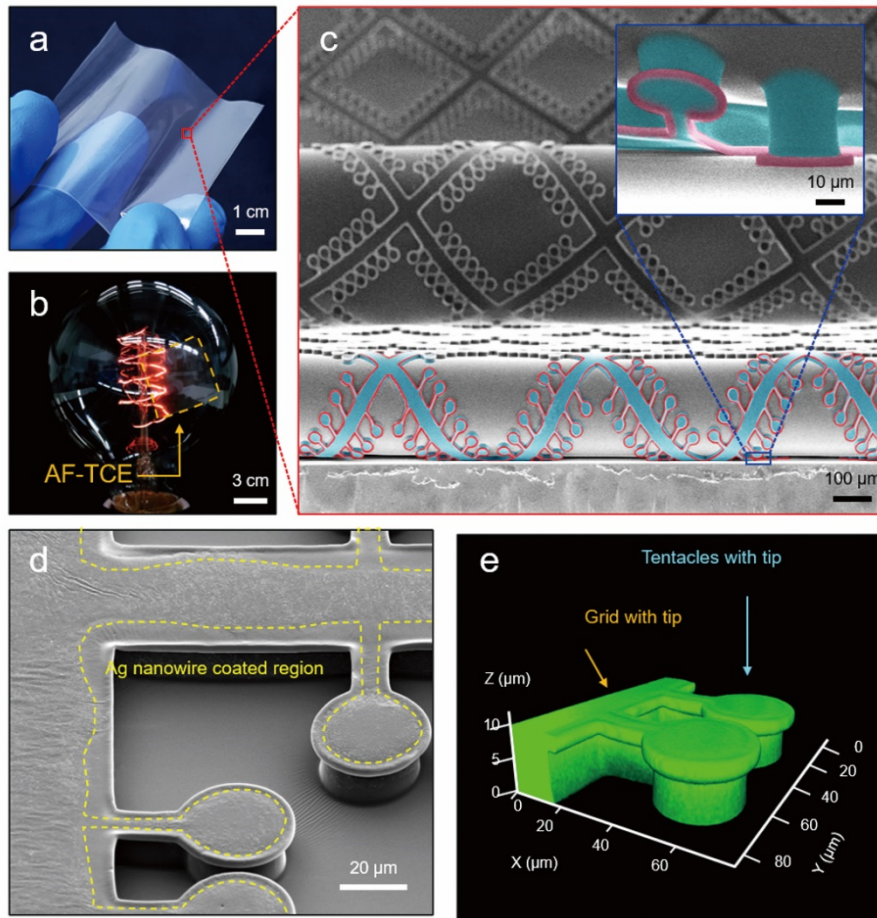 a
1 cm
b
AF-TCE
3 cm
c
10 µm
100 µm
d
Ag nanowire coated region
20 µm
e
Tentacles with tip
Grid with tip
Z (µm)
10
5
0
0
20
40
60
X (µm)
0
20
40
60
80
Y (µm)